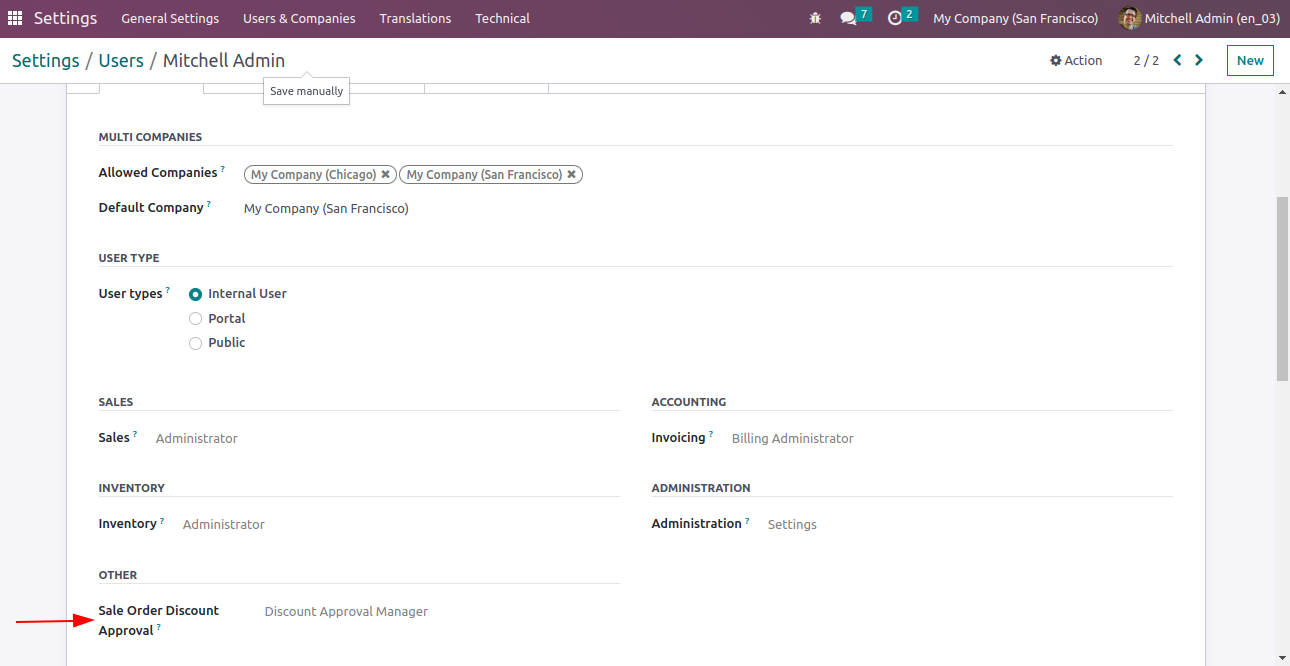 Settings General Settings Users & Companies Translations Technical 7 2 My Company (San Francisco) Mitchell Admin (en_03)
Settings / Users / Mitchell Admin Action 2 / 2 New
Save manually
MULTI COMPANIES
Allowed Companies ? My Company (Chicago) ✖ My Company (San Francisco) ✖
Default Company ? My Company (San Francisco)
USER TYPE
User types ? Internal User
Portal
Public
SALES ACCOUNTING
Sales ? Administrator Invoicing ? Billing Administrator
INVENTORY ADMINISTRATION
Inventory ? Administrator Administration ? Settings
OTHER
Sale Order Discount Discount Approval Manager
Approval ?